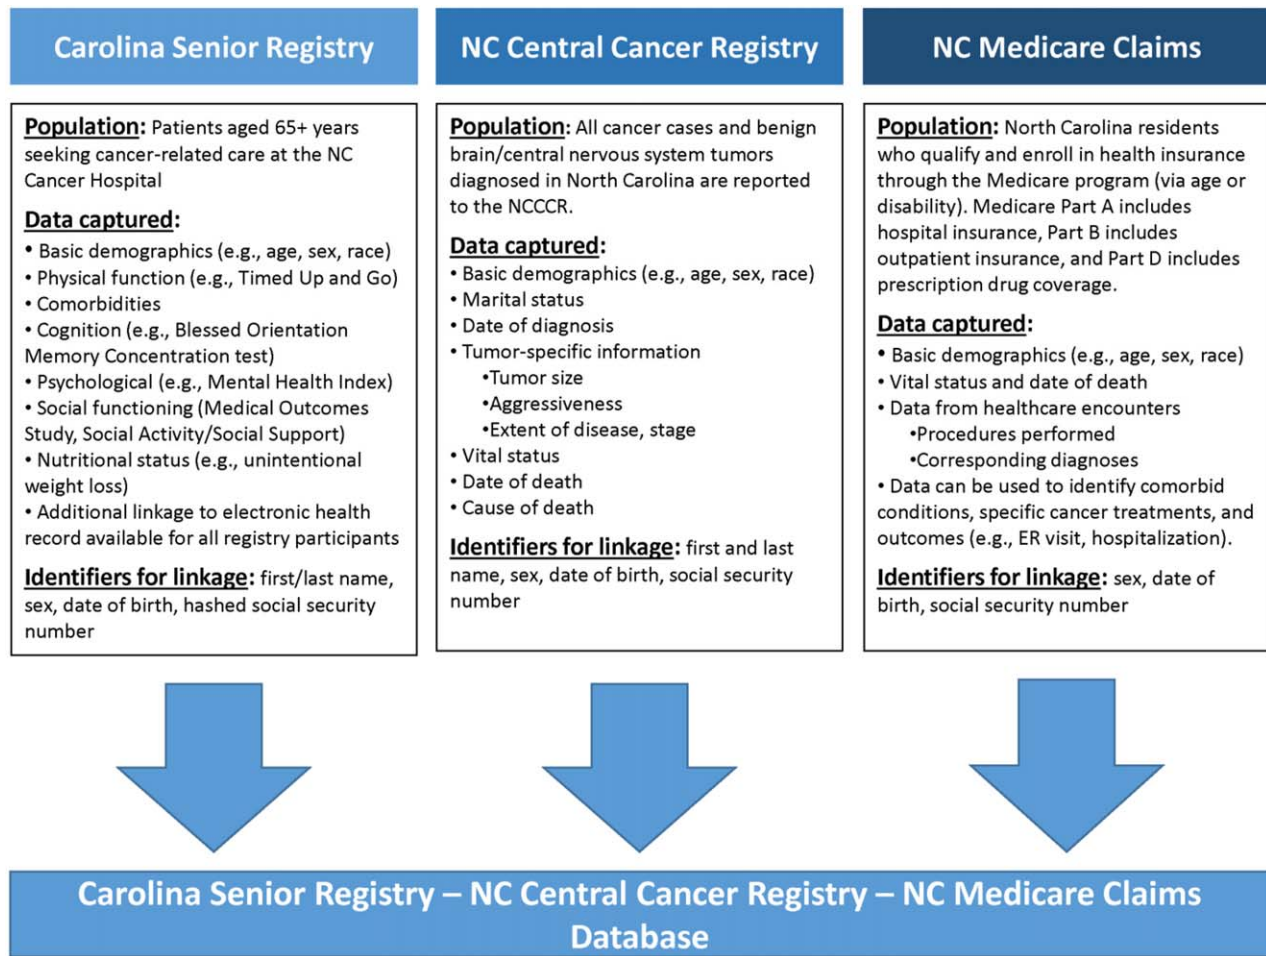 Carolina Senior Registry
Population: Patients aged 65+ years
seeking cancer-related care at the NC
Cancer Hospital
Data captured:
• Basic demographics (e.g., age, sex, race)
• Physical function (e.g., Timed Up and Go)
• Comorbidities
• Cognition (e.g., Blessed Orientation
Memory Concentration test)
• Psychological (e.g., Mental Health Index)
• Social functioning (Medical Outcomes
Study, Social Activity/Social Support)
• Nutritional status (e.g., unintentional
weight loss)
• Additional linkage to electronic health
record available for all registry participants
Identifiers for linkage: first/last name,
sex, date of birth, hashed social security
number
NC Central Cancer Registry
Population: All cancer cases and benign
brain/central nervous system tumors
diagnosed in North Carolina are reported
to the NCCCR.
Data captured:
• Basic demographics (e.g., age, sex, race)
• Marital status
• Date of diagnosis
• Tumor-specific information
•Tumor size
•Aggressiveness
•Extent of disease, stage
• Vital status
• Date of death
• Cause of death
Identifiers for linkage: first and last
name, sex, date of birth, social security
number
NC Medicare Claims
Population: North Carolina residents
who qualify and enroll in health insurance
through the Medicare program (via age or
disability). Medicare Part A includes
hospital insurance, Part B includes
outpatient insurance, and Part D includes
prescription drug coverage.
Data captured:
• Basic demographics (e.g., age, sex, race)
• Vital status and date of death
• Data from healthcare encounters
•Procedures performed
•Corresponding diagnoses
• Data can be used to identify comorbid
conditions, specific cancer treatments, and
outcomes (e.g., ER visit, hospitalization).
Identifiers for linkage: sex, date of
birth, social security number
Carolina Senior Registry – NC Central Cancer Registry – NC Medicare Claims
Database